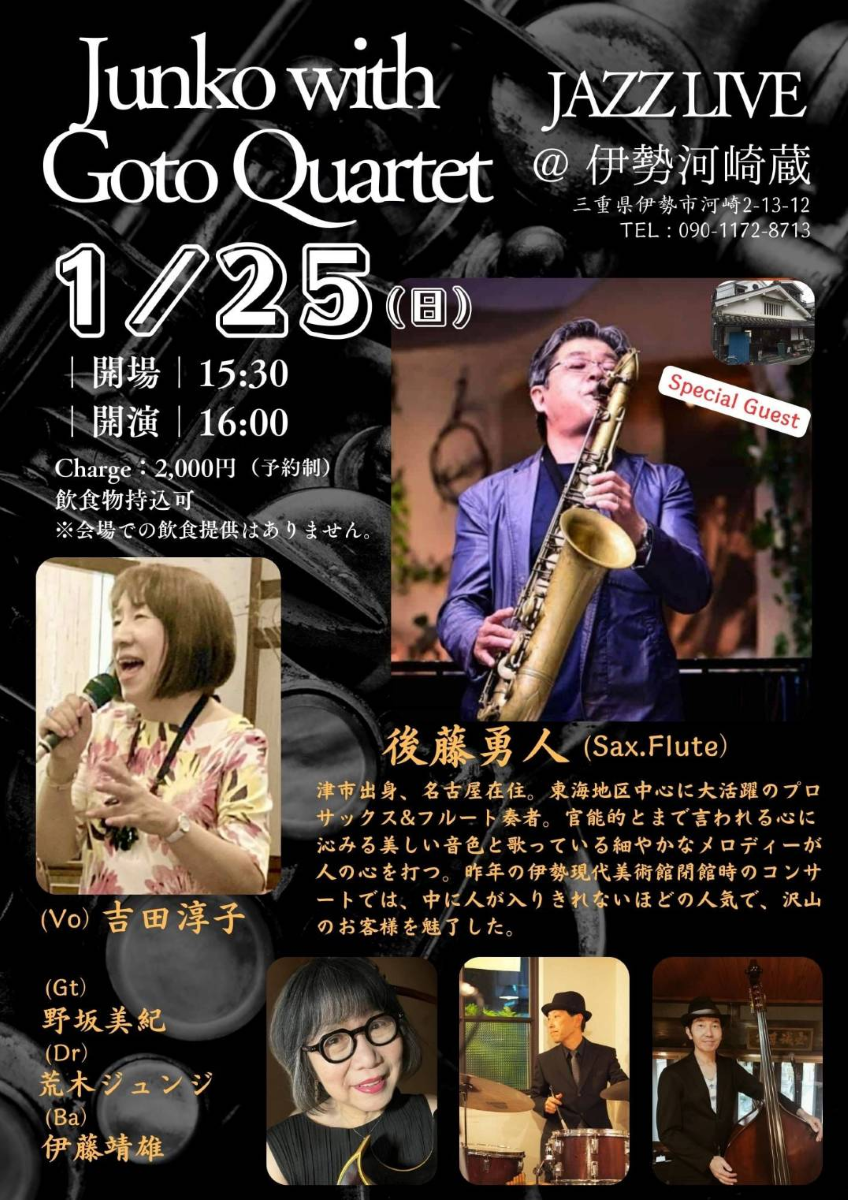 Junko with
Goto Quartet
JAZZ LIVE
@ 伊勢河崎蔵
三重県伊勢市河崎2-13-12
TEL：090-1172-8713
1/25（日）
｜開場｜15:30
｜開演｜16:00
Charge：2,000円（予約制）
飲食物持込可
※会場での飲食提供はありません。
Special Guest
後藤勇人 (Sax.Flute)
津市出身、名古屋在住。東海地区中心に大活躍のプロ
サックス&フルート奏者。官能的とまで言われる心に
沁みる美しい音色と歌っている細やかなメロディーが
人の心を打つ。昨年の伊勢現代美術館閉館時のコンサ
ートでは、中に人が入りきれないほどの人気で、沢山
のお客様を魅了した。
(Vo) 吉田淳子
(Gt)
野坂美紀
(Dr)
荒木ジュンジ
(Ba)
伊藤靖雄